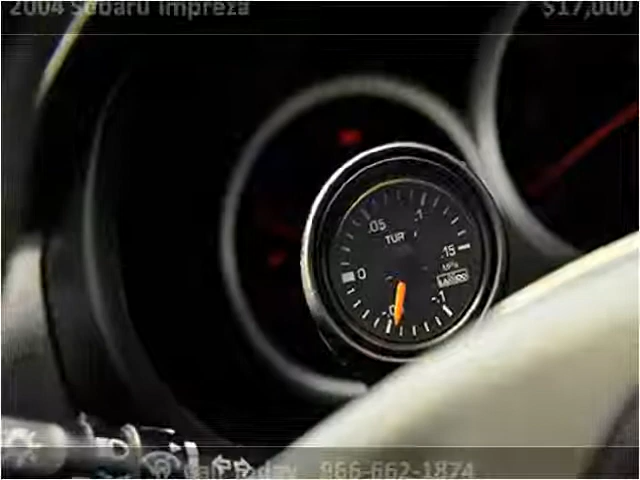 2004 Subaru Impreza $17,000
.05 .1
TUR
.15
0
MPa
-.1
Call Today 966-662-1874